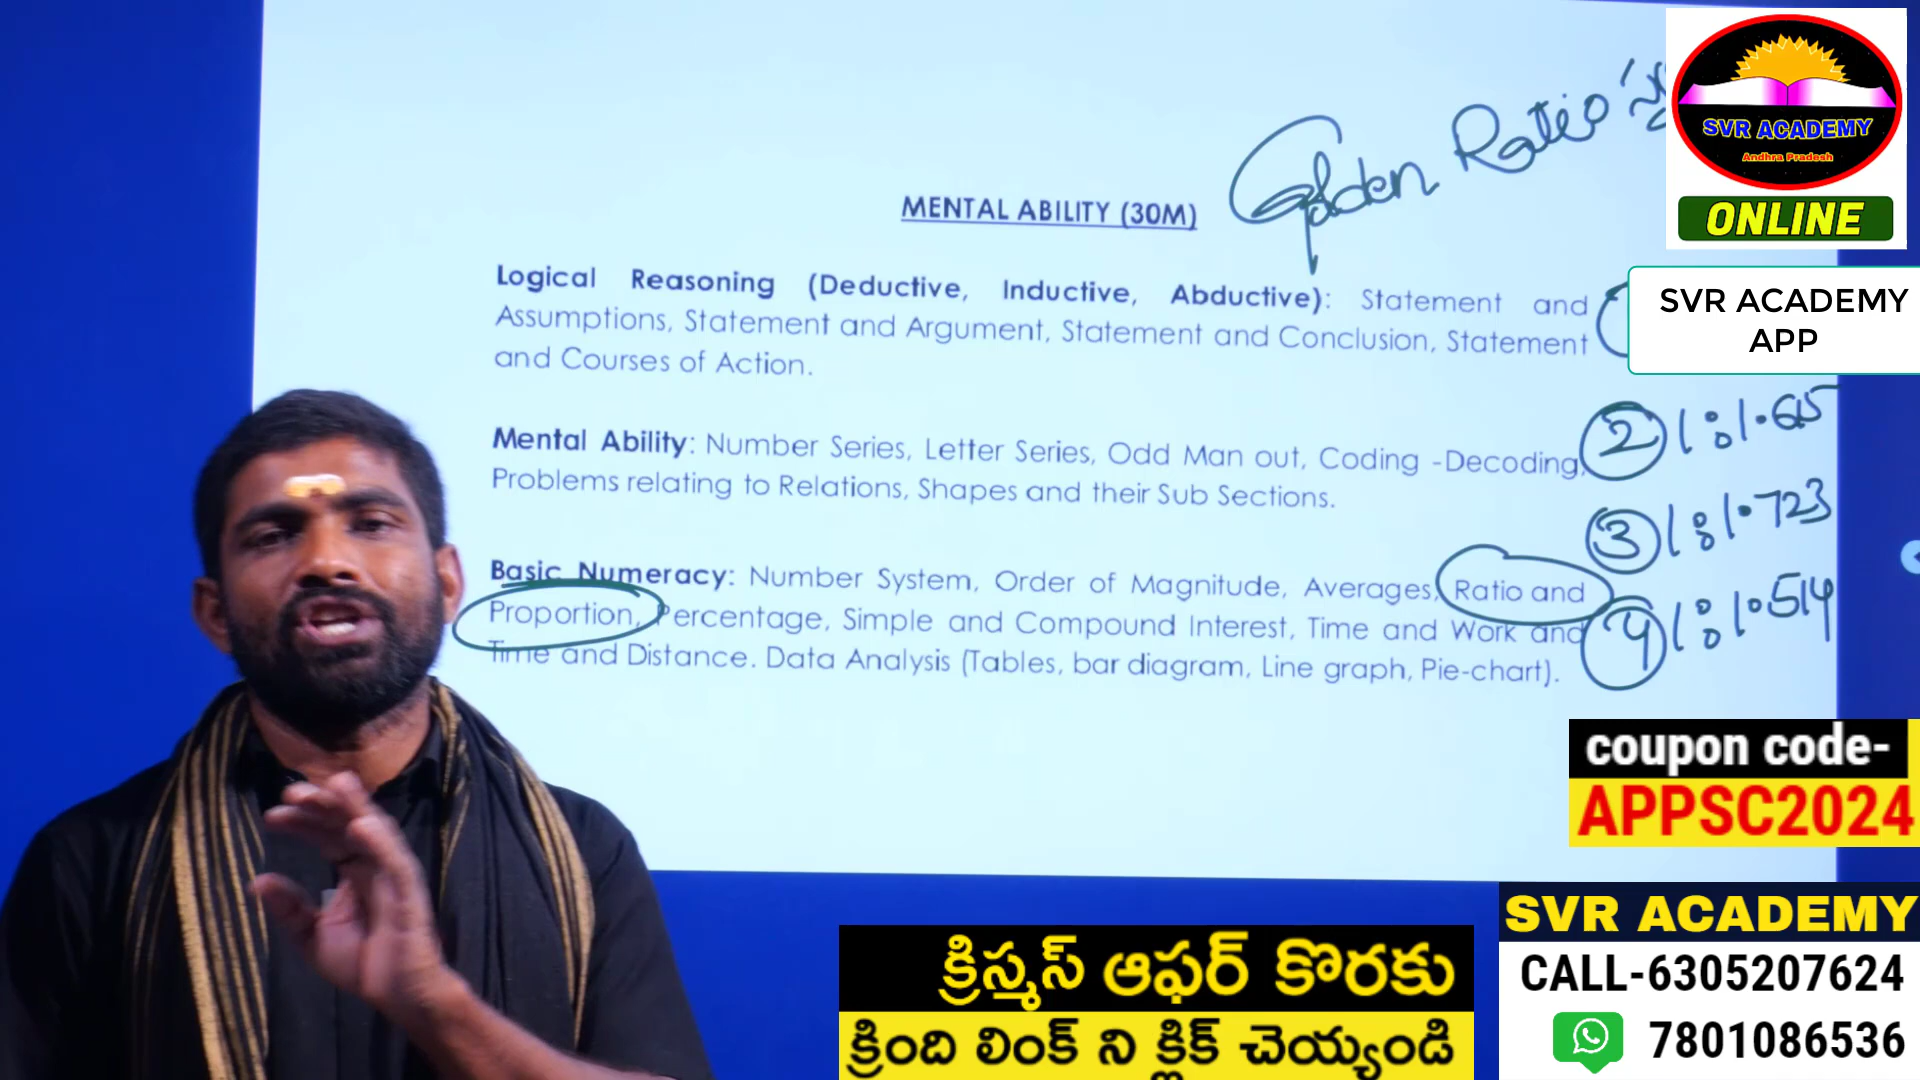 Golden Ratio
MENTAL ABILITY (30M)
Logical Reasoning (Deductive, Inductive, Abductive): Statement and
Assumptions, Statement and Argument, Statement and Conclusion, Statement
and Courses of Action.
Mental Ability: Number Series, Letter Series, Odd Man out, Coding -Decoding,
Problems relating to Relations, Shapes and their Sub Sections.
Basic Numeracy: Number System, Order of Magnitude, Averages, Ratio and
Proportion, Percentage, Simple and Compound Interest, Time and Work and
Time and Distance. Data Analysis (Tables, bar diagram, Line graph, Pie-chart).
2 1:1.615
3 1:1.723
4 1:1.514
SVR ACADEMY
Andhra Pradesh
ONLINE
SVR ACADEMY
APP
coupon code-
APPSC2024
SVR ACADEMY
CALL-6305207624
7801086536
క్రిస్మస్ ఆఫర్ కొరకు
క్రింది లింక్ ని క్లిక్ చెయ్యండి